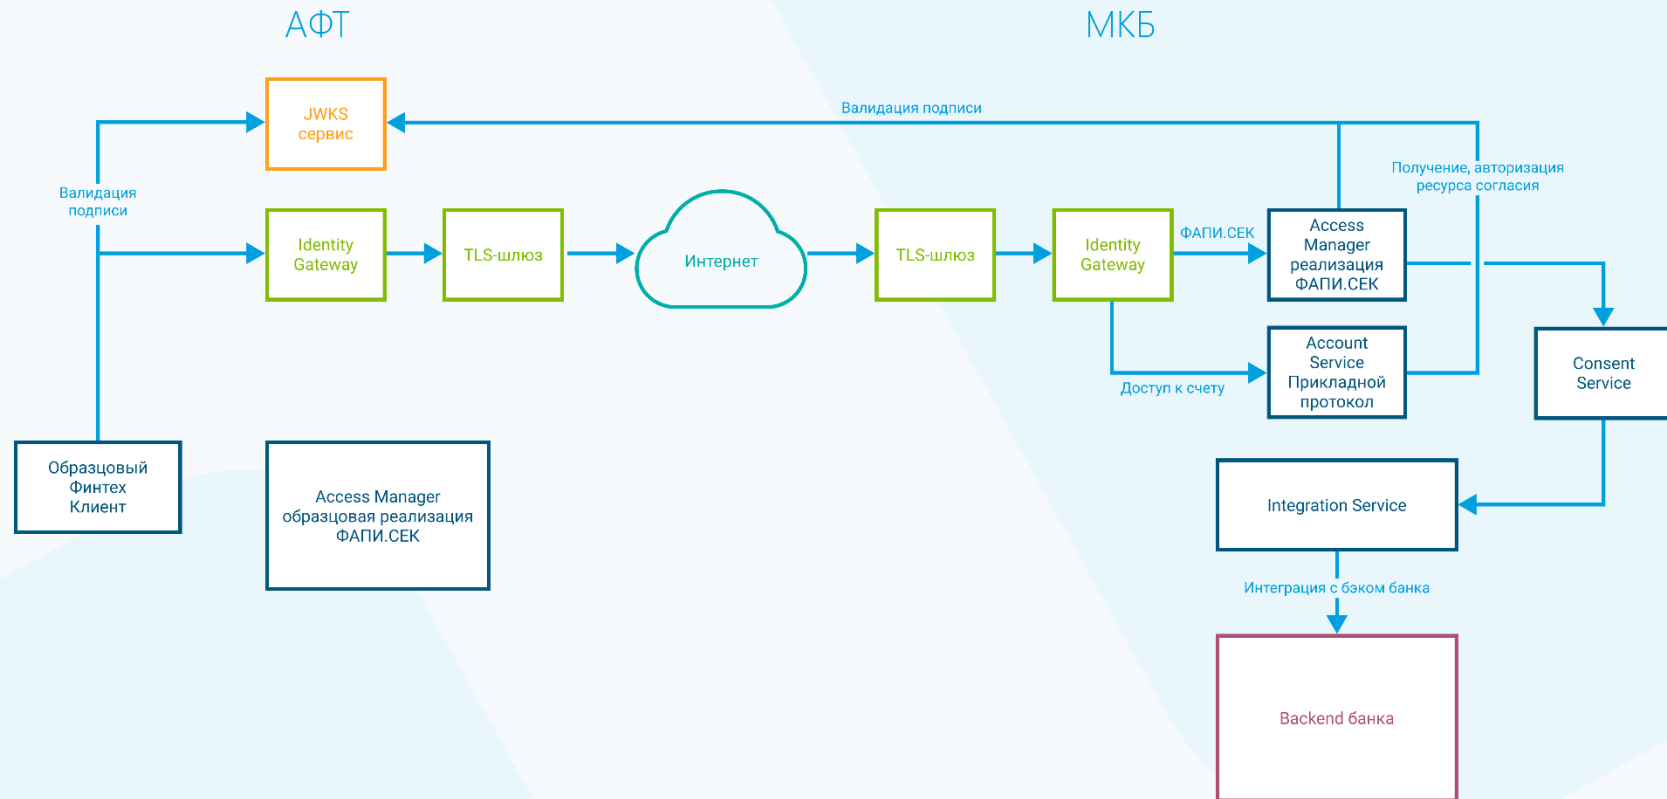 АФТ
МКБ
JWKS
сервис
Валидация подписи
Получение, авторизация
ресурса согласия
Валидация
подписи
Identity
Gateway
TLS-шлюз
Интернет
TLS-шлюз
Identity
Gateway
ФАПИ.СЕК
Access
Manager
реализация
ФАПИ.СЕК
Account
Service
Прикладной
протокол
Доступ к счету
Consent
Service
Образцовый
Финтех
Клиент
Access Manager
образцовая реализация
ФАПИ.СЕК
Integration Service
Интеграция с бэком банка
Backend банка